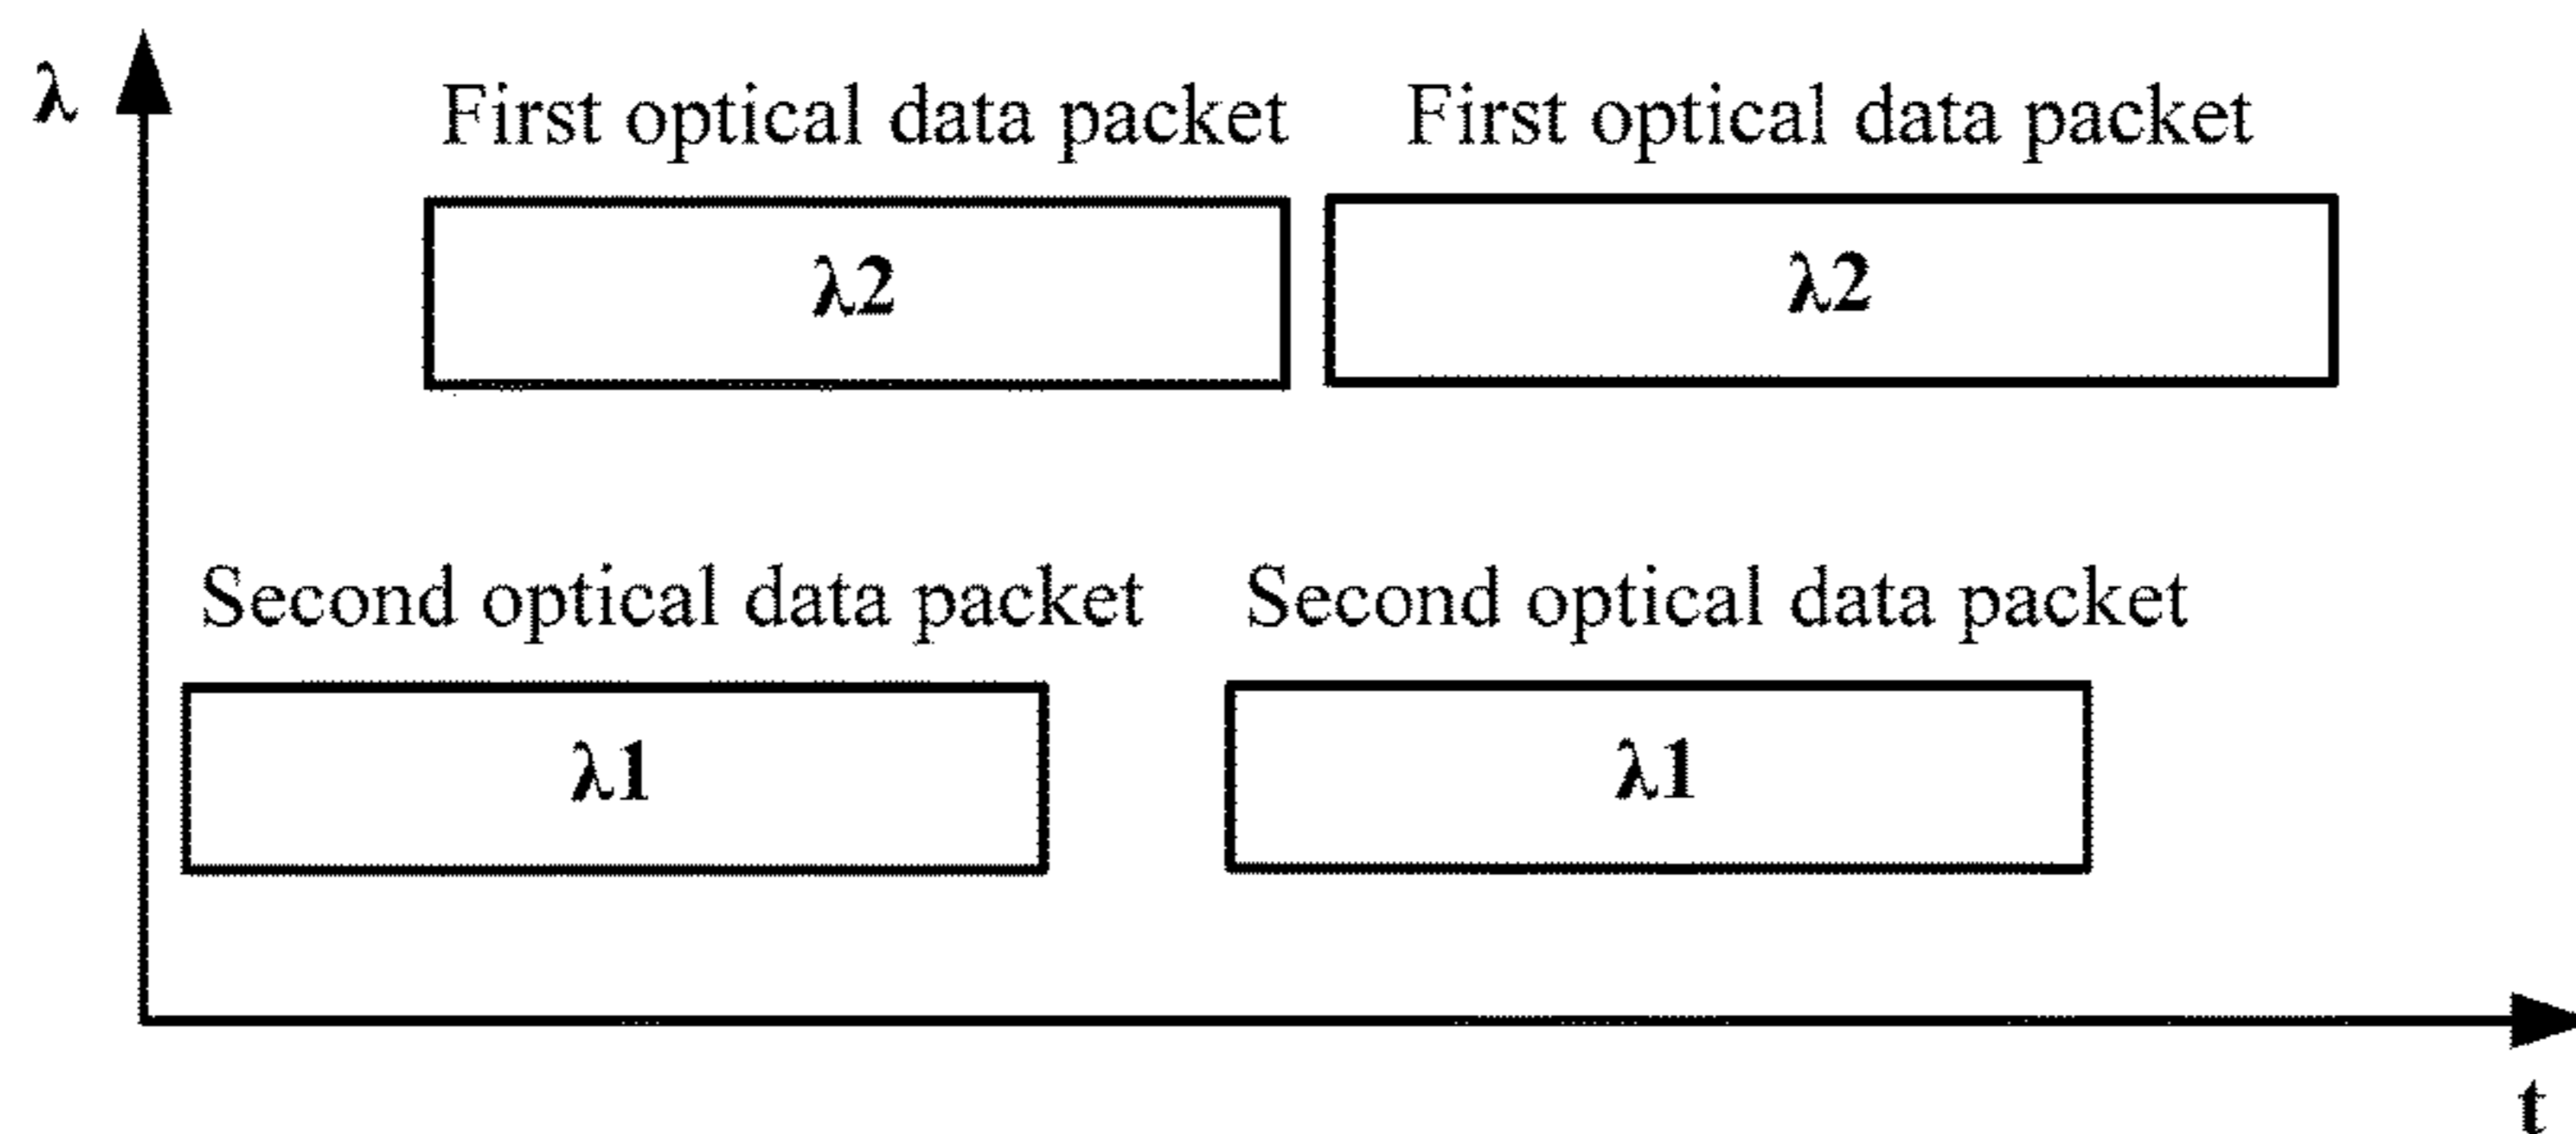 λ
First optical data packet First optical data packet
λ2 λ2
Second optical data packet Second optical data packet
λ1 λ1
t